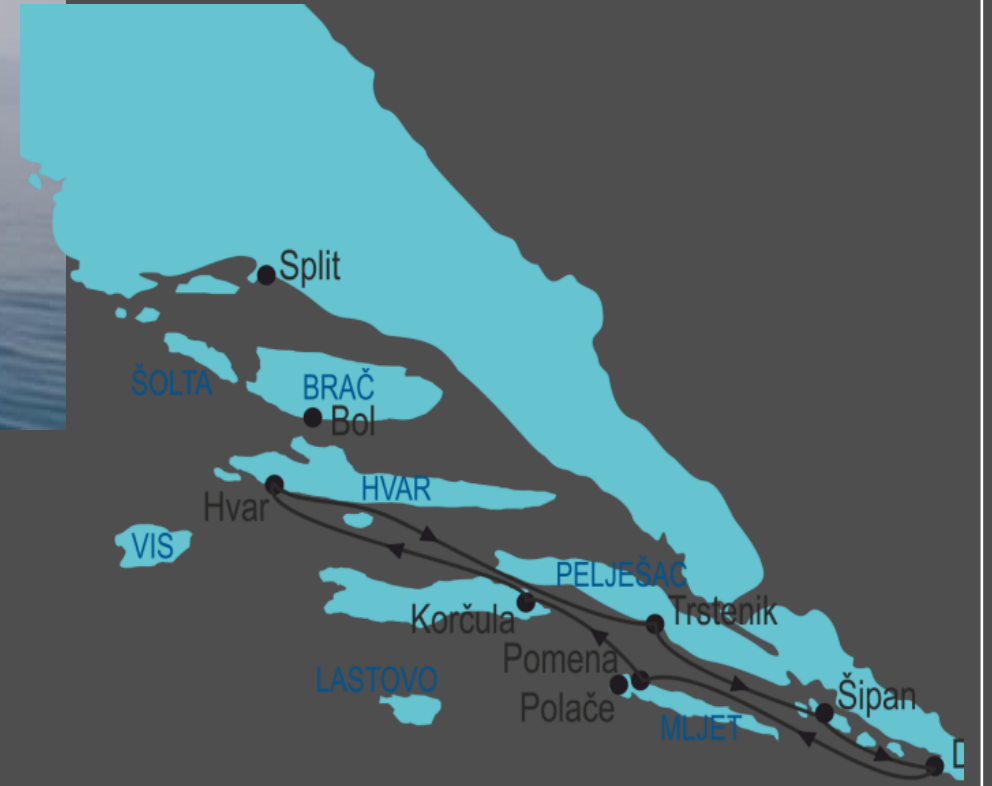 Split
ŠOLTA
BRAČ
Bol
HVAR
Hvar
VIS
PELJEŠAC
Korčula
Trstenik
Pomena
LASTOVO
Polače
Šipan
MLJET